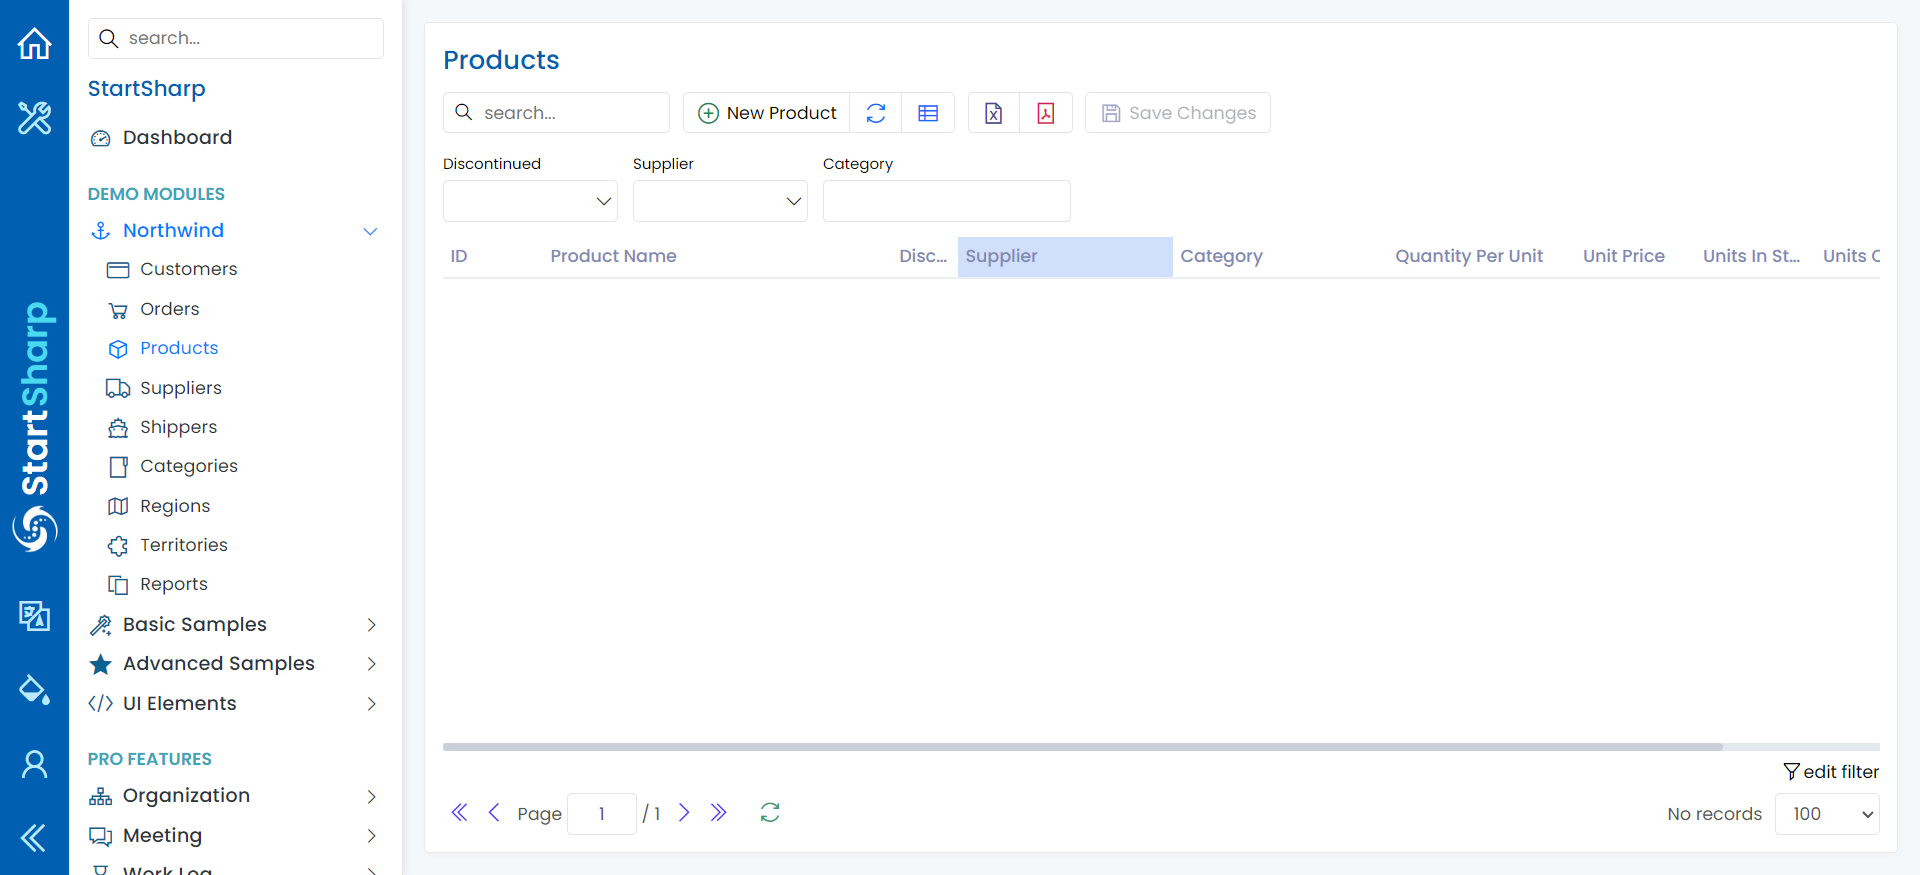 search...
StartSharp
Dashboard
DEMO MODULES
Northwind
Customers
Orders
Products
Suppliers
Shippers
Categories
Regions
Territories
Reports
Basic Samples
Advanced Samples
UI Elements
PRO FEATURES
Organization
Meeting
Work Log
StartSharp
Products
search...
New Product
Save Changes
Discontinued Supplier Category
ID Product Name Disc... Supplier Category Quantity Per Unit Unit Price Units In St... Units
edit filter
Page 1 / 1
No records 100